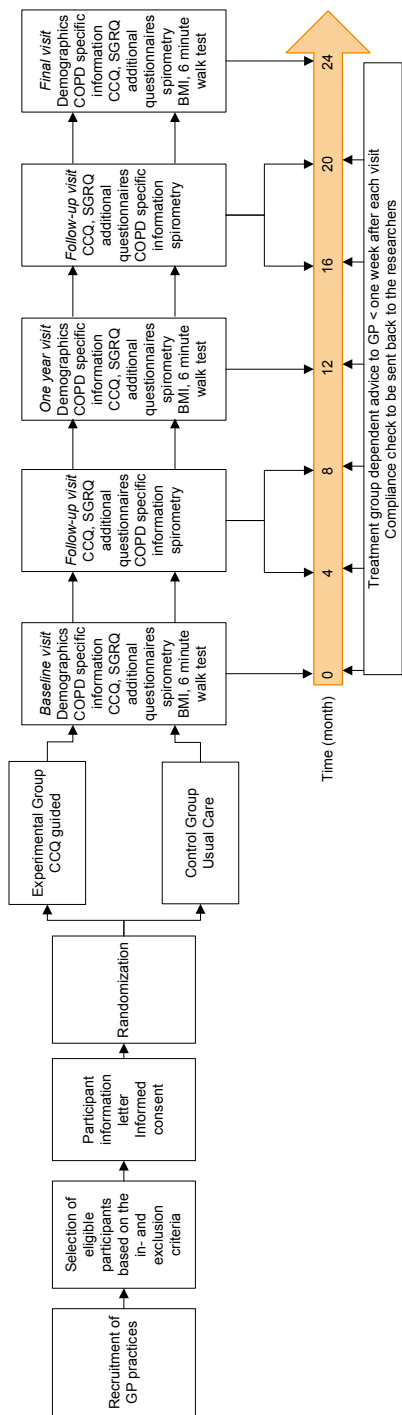 Recruitment of
GP practices
Selection of
eligible
participants
based on the
in- and
exclusion
criteria
Participant
information
letter
Informed
consent
Randomization
Experimental Group
CCQ guided
Control Group
Usual Care
Baseline visit
Demographics
COPD specific
information
CCQ, SGRQ
additional
questionnaires
spirometry
BMI, 6 minute
walk test
Follow-up visit
CCQ, SGRQ
additional
questionnaires
COPD specific
information
spirometry
One year visit
Demographics
COPD specific
information
CCQ, SGRQ
additional
questionnaires
spirometry
BMI, 6 minute
walk test
Follow-up visit
CCQ, SGRQ
additional
questionnaires
COPD specific
information
spirometry
Final visit
Demographics
COPD specific
information
CCQ, SGRQ
additional
questionnaires
spirometry
BMI, 6 minute
walk test
Time (month)
0 4 8 12 16 20 24
Treatment group dependent advice to GP < one week after each visit
Compliance check to be sent back to the researchers